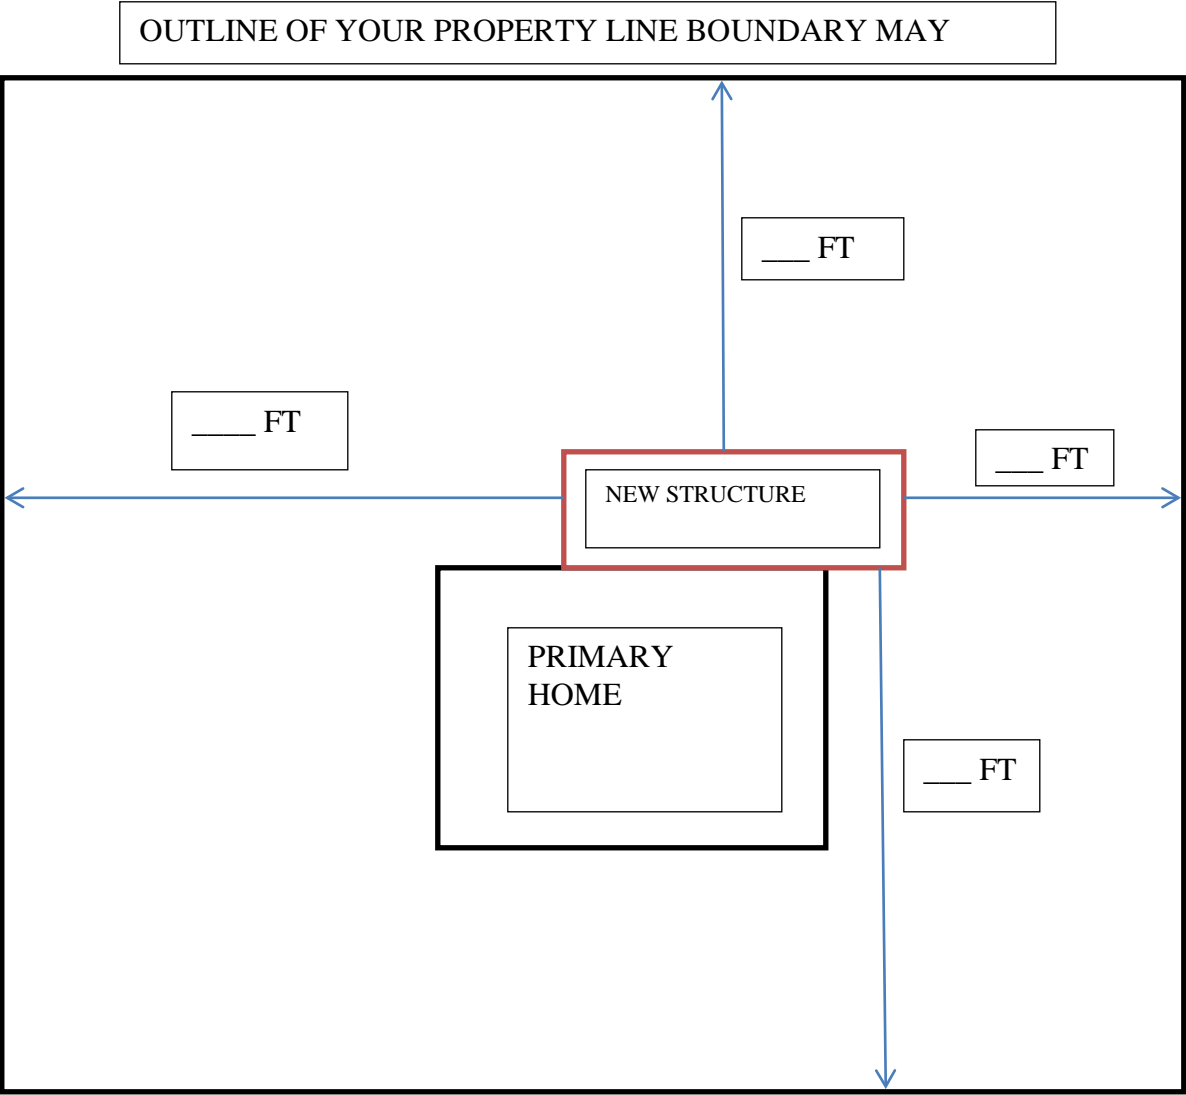 OUTLINE OF YOUR PROPERTY LINE BOUNDARY MAY
___ FT
____ FT
___ FT
NEW STRUCTURE
PRIMARY
HOME
___ FT